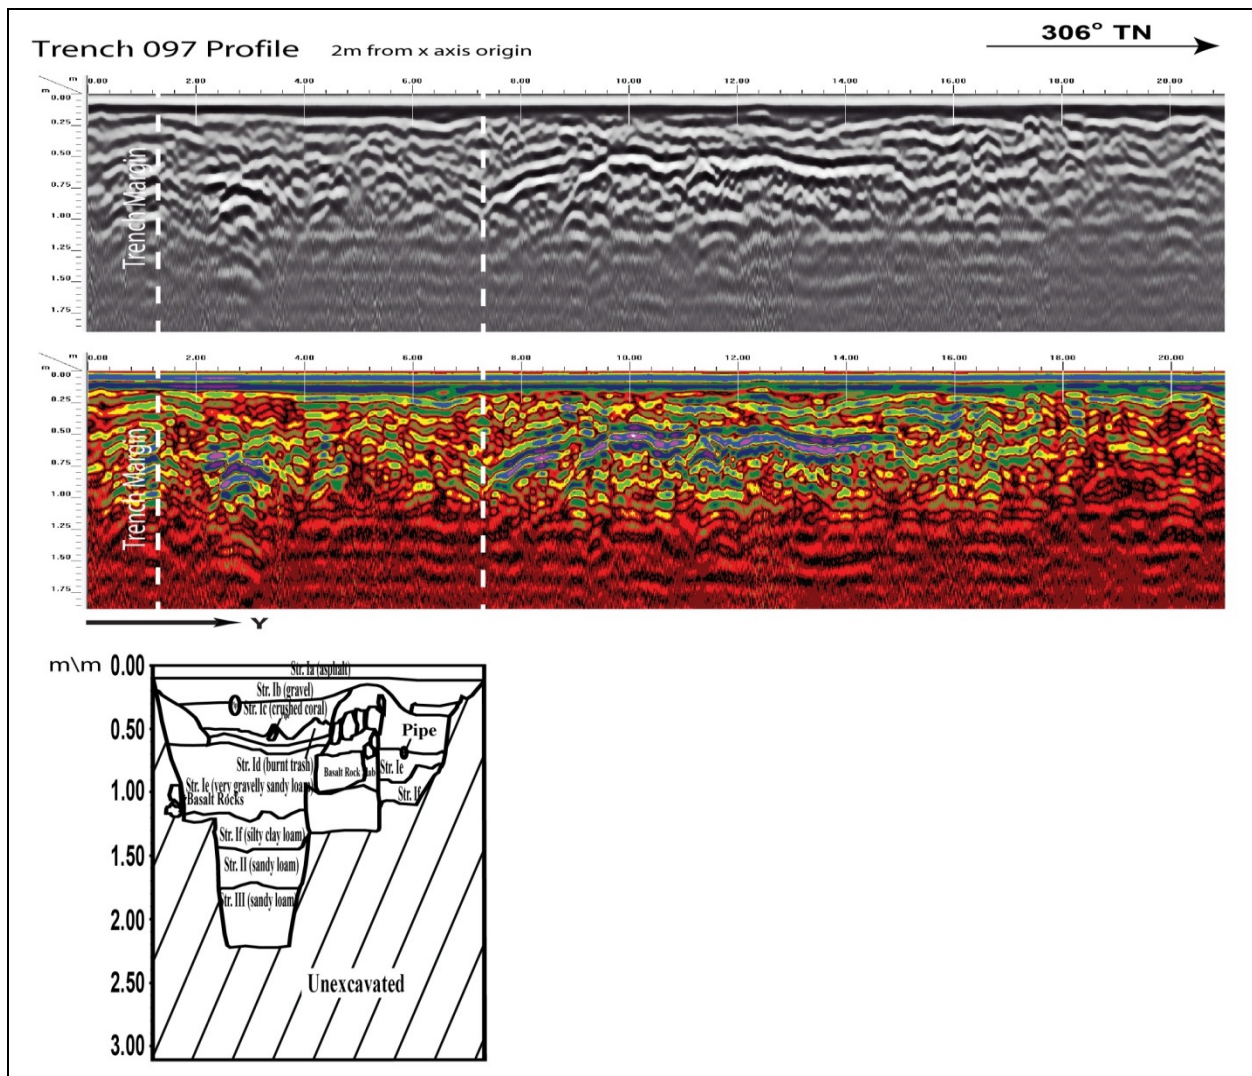 Trench 097 Profile 2m from x axis origin
306° TN
m
m 0.00 2.00 4.00 6.00 8.00 10.00 12.00 14.00 16.00 18.00 20.00
0.00
0.25
0.50
0.75
1.00
1.25
1.50
1.75
Trench Margin
m
m 0.00 2.00 4.00 6.00 8.00 10.00 12.00 14.00 16.00 18.00 20.00
0.00
0.25
0.50
0.75
1.00
1.25
1.50
1.75
Trench Margin
Y
m\m 0.00
0.50
1.00
1.50
2.00
2.50
3.00
Str. Ia (asphalt)
Str. Ib (gravel)
Str. Ic (crushed coral)
Pipe
Str. Id (burnt trash)
Basalt Rock Slab
Str. Ie
Str. Ie (very gravelly sandy loam)
Str. If
Basalt Rocks
Str. If (silty clay loam)
Str. II (sandy loam)
Str. III (sandy loam)
Unexcavated